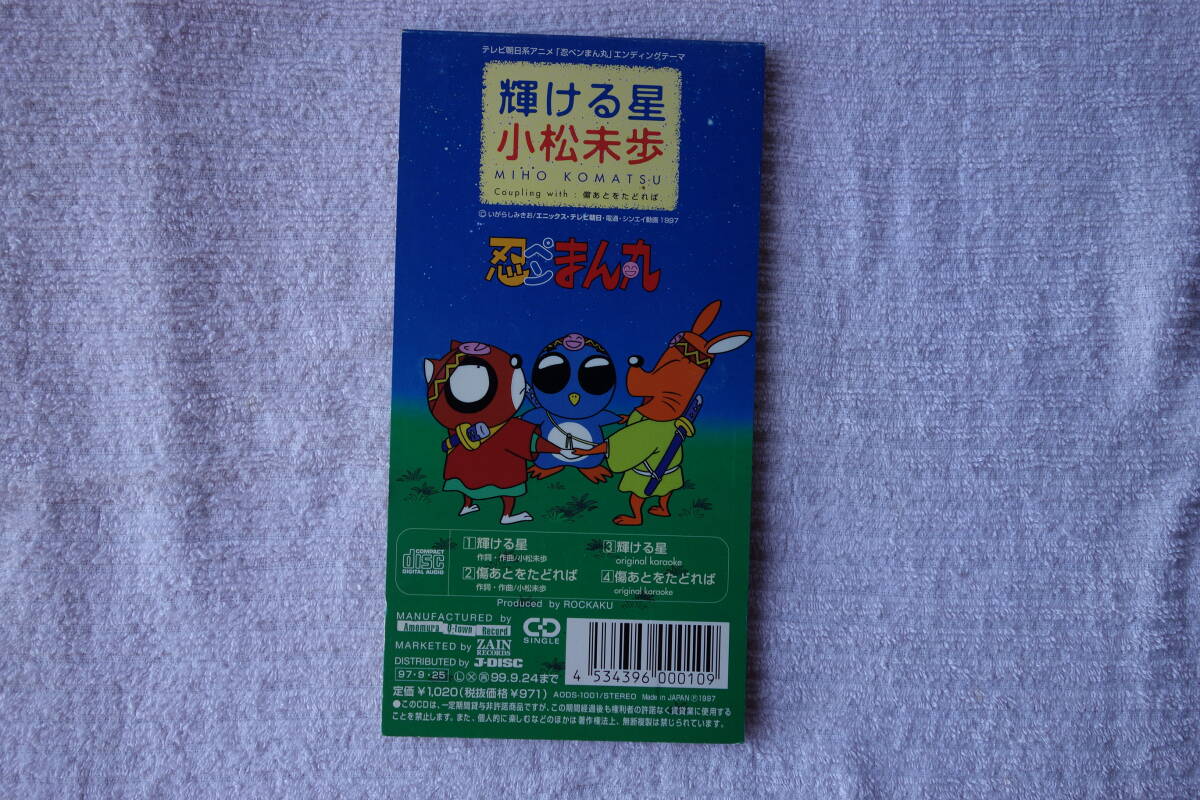 テレビ朝日系アニメ「忍ペンまん丸」エンディングテーマ
輝ける星
小松未歩
MIHO KOMATSU
Coupling with : 傷あとをたどれば
©いがらしみきお/エニックス・テレビ朝日・電通・シンエイ動画1997
忍ペンまん丸
COMPACT
disc
DIGITAL AUDIO
1 輝ける星
作詞・作曲/小松未歩
2 傷あとをたどれば
作詞・作曲/小松未歩
3 輝ける星
original karaoke
4 傷あとをたどれば
original karaoke
Produced by ROCKAKU
MANUFACTURED by
Amemura O-Town Record
MARKETED by ZAIN RECORDS
DISTRIBUTED by J-DISC
CD
SINGLE
4 534396 000109
97・9・25 Ⓛ 99.9.24まで
定価¥1,020(税抜価格¥971) AODS-1001/STEREO Made in JAPAN Ⓟ1997
●このCDは、一定期間貸与非許諾商品ですが、この期間経過後も権利者の許諾なく賃貸業に使用する
ことを禁止します。また、個人的に楽しむなどのほかは著作権法上、無断複製は禁じられています。